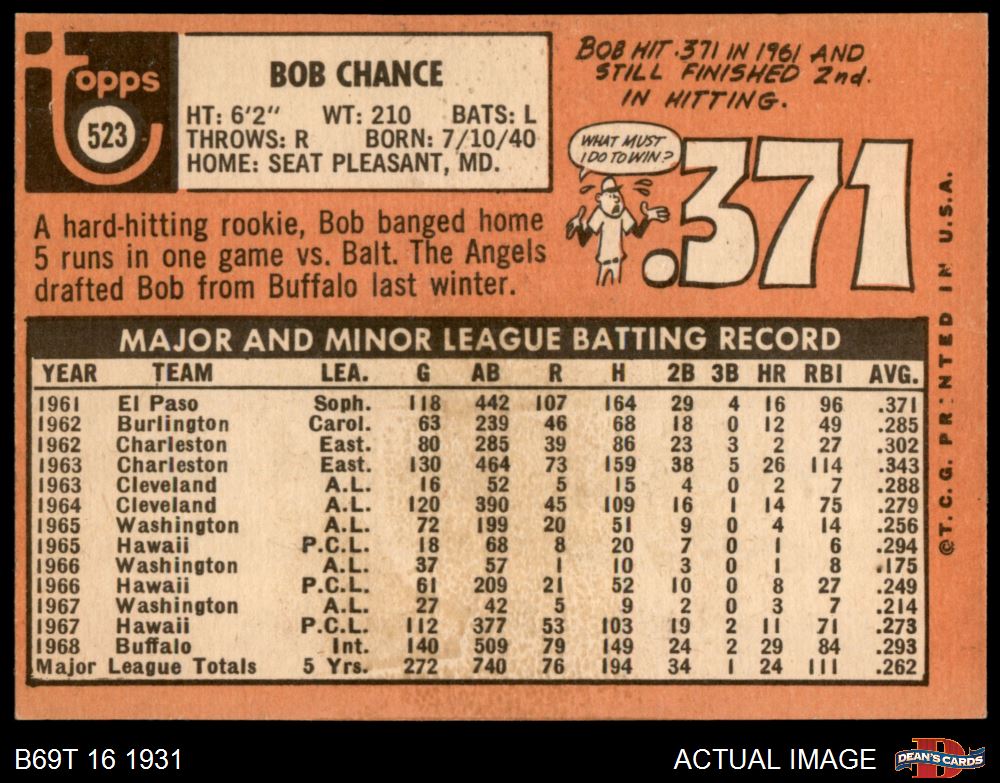 Topps
523
BOB CHANCE
HT: 6'2" WT: 210 BATS: L
THROWS: R BORN: 7/10/40
HOME: SEAT PLEASANT, MD.
BOB HIT .371 IN 1961 AND
STILL FINISHED 2nd.
IN HITTING.
WHAT MUST
I DO TO WIN?
.371
A hard-hitting rookie, Bob banged home
5 runs in one game vs. Balt. The Angels
drafted Bob from Buffalo last winter.
MAJOR AND MINOR LEAGUE BATTING RECORD
YEAR TEAM LEA. G AB R H 2B 3B HR RBI AVG.
1961 El Paso Soph. 118 442 107 164 29 4 16 96 .371
1962 Burlington Carol. 63 239 46 68 18 0 12 49 .285
1962 Charleston East. 80 285 39 86 23 3 2 27 .302
1963 Charleston East. 130 464 73 159 38 5 26 114 .343
1963 Cleveland A.L. 16 52 5 15 4 0 2 7 .288
1964 Cleveland A.L. 120 390 45 109 16 1 14 75 .279
1965 Washington A.L. 72 199 20 51 9 0 4 14 .256
1965 Hawaii P.C.L. 18 68 8 20 7 0 1 6 .294
1966 Washington A.L. 37 57 1 10 3 0 1 8 .175
1966 Hawaii P.C.L. 61 209 21 52 10 0 8 27 .249
1967 Washington A.L. 27 42 5 9 2 0 3 7 .214
1967 Hawaii P.C.L. 112 377 53 103 19 2 11 71 .273
1968 Buffalo Int. 140 509 79 149 24 2 29 84 .293
Major League Totals 5 Yrs. 272 740 76 194 34 1 24 111 .262
©T.C.G. PRINTED IN U.S.A.
B69T 16 1931
ACTUAL IMAGE
D
DEAN'S CARDS